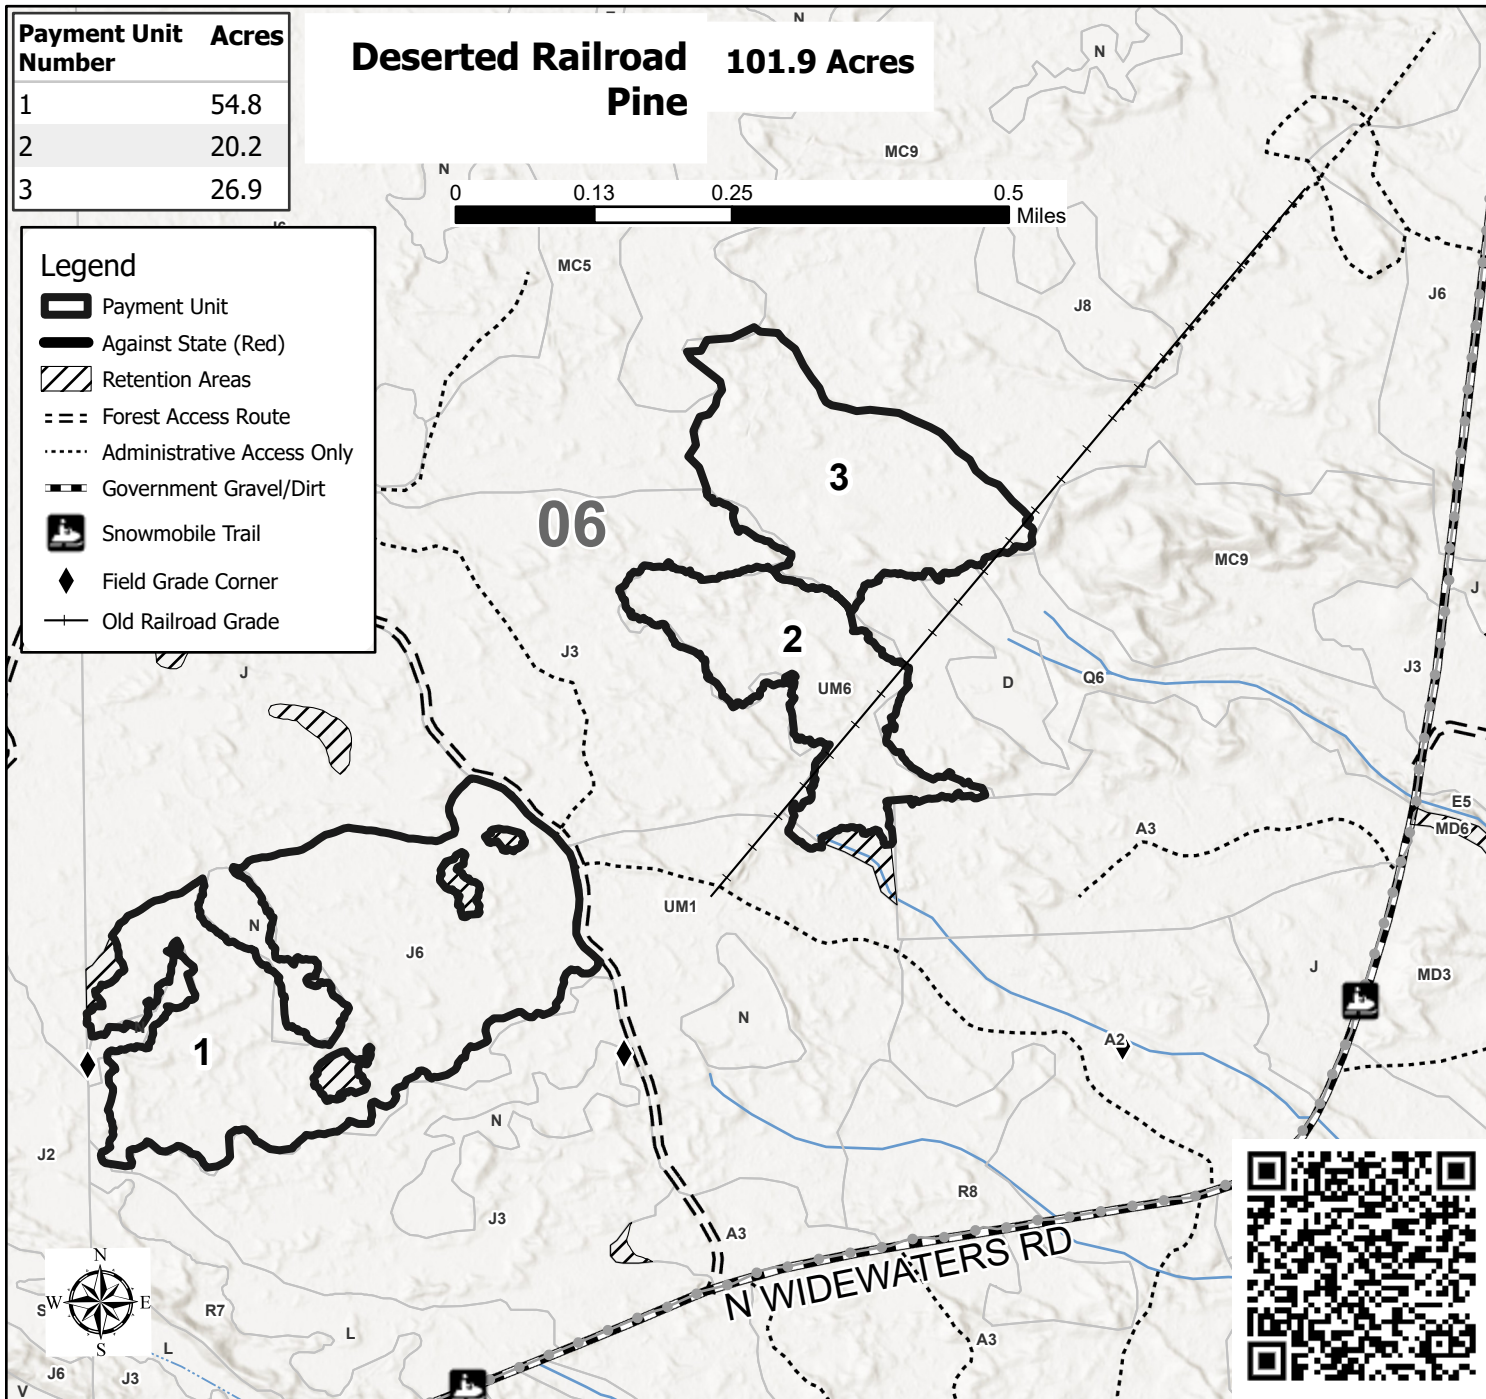 Payment Unit Number Acres
1 54.8
2 20.2
3 26.9
Deserted Railroad
Pine
101.9 Acres
0 0.13 0.25 0.5
Miles
Legend
Payment Unit
Against State (Red)
Retention Areas
Forest Access Route
Administrative Access Only
Government Gravel/Dirt
Snowmobile Trail
Field Grade Corner
Old Railroad Grade
N
N
MC9
N
MC5
J8
J6
3
06
MC9
J
J3
2
J3
J
UM6
D
Q6
E5
MD6
A3
UM1
N
J6
J
MD3
N
1
A2
N
J2
R8
J3
A3
N WIDEWATERS RD
A3
N
W
E
S
R7
L
L
J6
J3
V